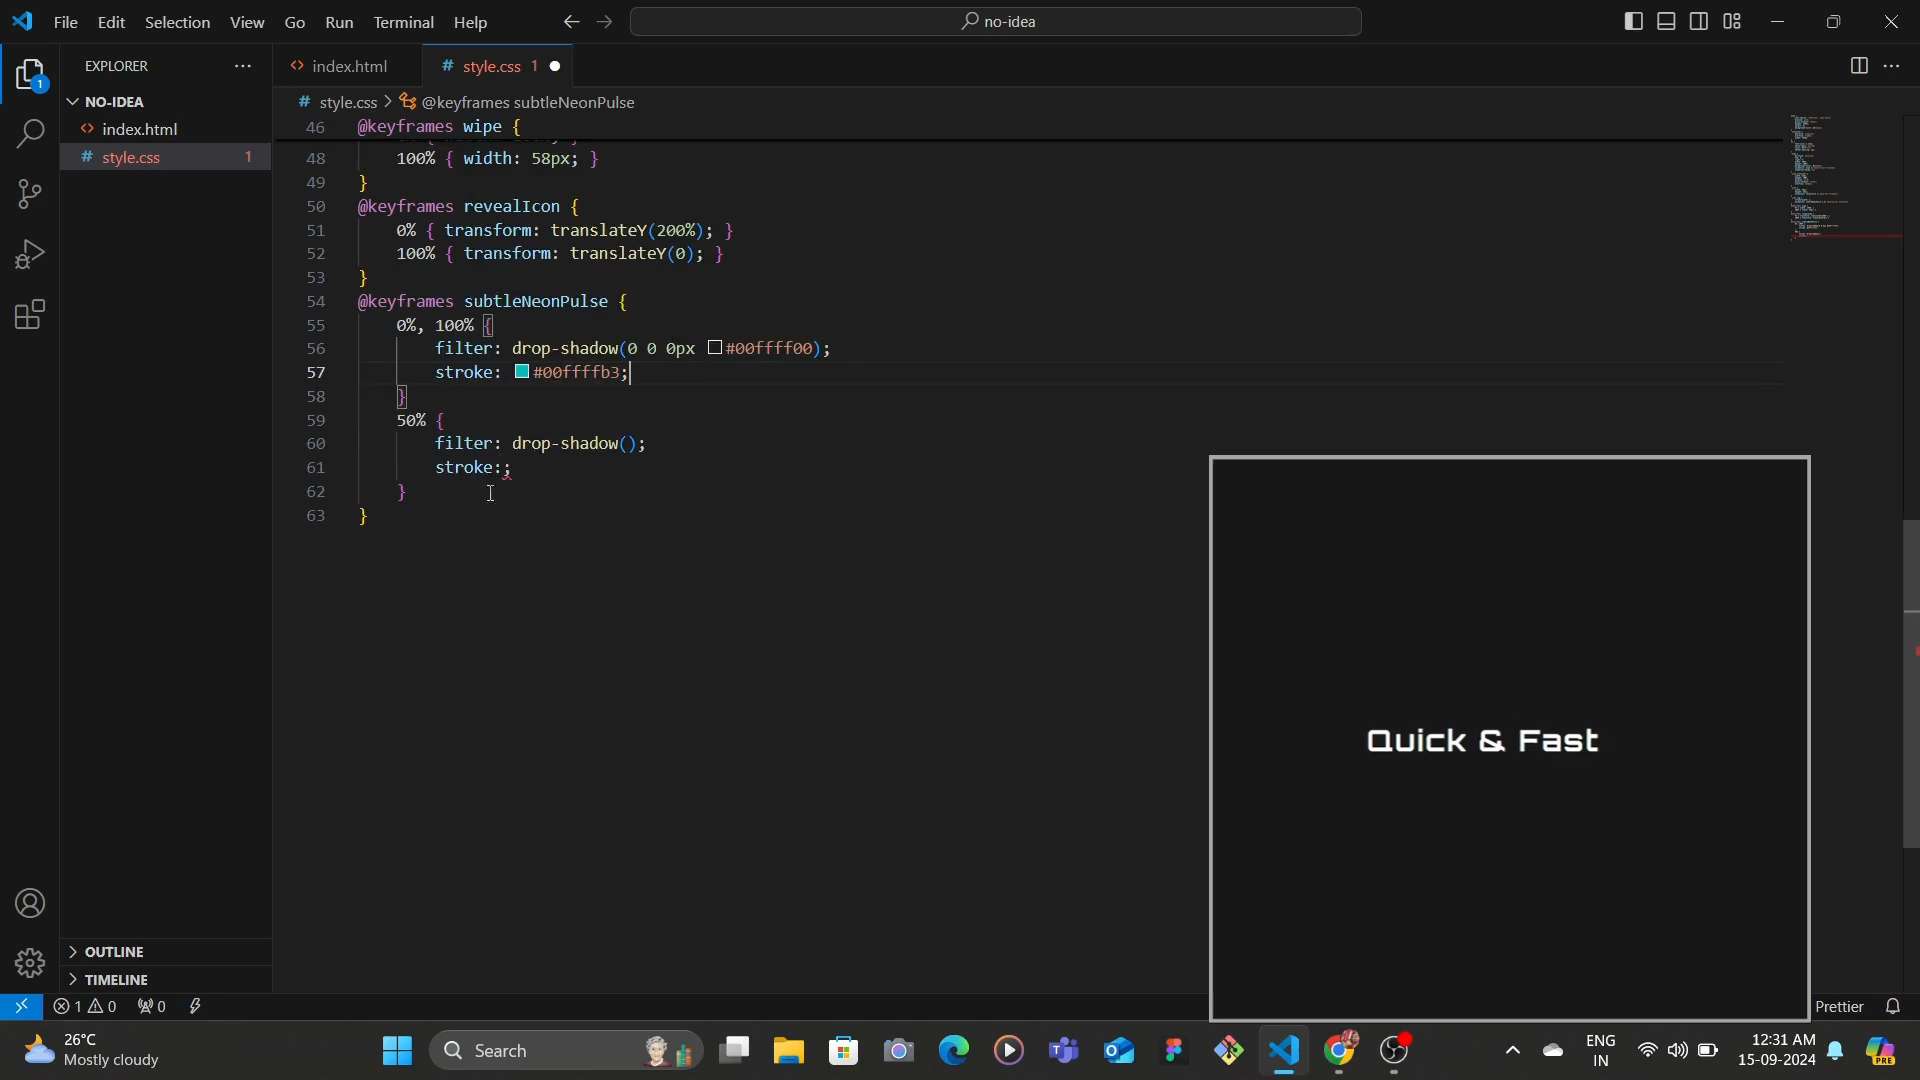 File Edit Selection View Go Run Terminal Help
no-idea
EXPLORER
1
NO-IDEA
index.html
style.css 1
index.html
style.css 1
style.css > @keyframes subtleNeonPulse
46 @keyframes wipe {
48 100% { width: 58px; }
49 }
50 @keyframes revealIcon {
51 0% { transform: translateY(200%); }
52 100% { transform: translateY(0); }
53 }
54 @keyframes subtleNeonPulse {
55 0%, 100% {
56 filter: drop-shadow(0 0 0px #00ffff00);
57 stroke: #00ffffb3;
58 }
59 50% {
60 filter: drop-shadow();
61 stroke:;
62 }
63 }
Quick & Fast
OUTLINE
TIMELINE
1 0 0
Prettier
26°C
Mostly cloudy
Search
ENG
IN
12:31 AM
15-09-2024
PRE